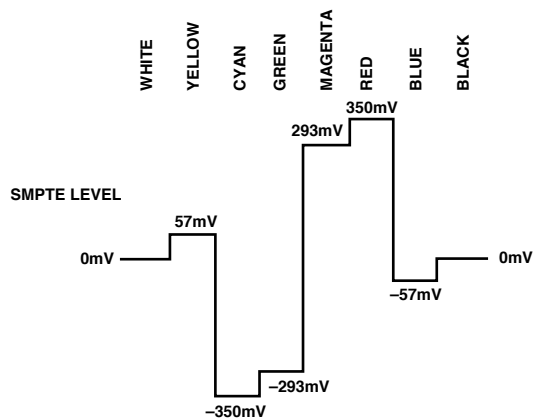 WHITE
YELLOW
CYAN
GREEN
MAGENTA
RED
BLUE
BLACK
350mV
293mV
SMPTE LEVEL
57mV
0mV
0mV
–57mV
–293mV
–350mV